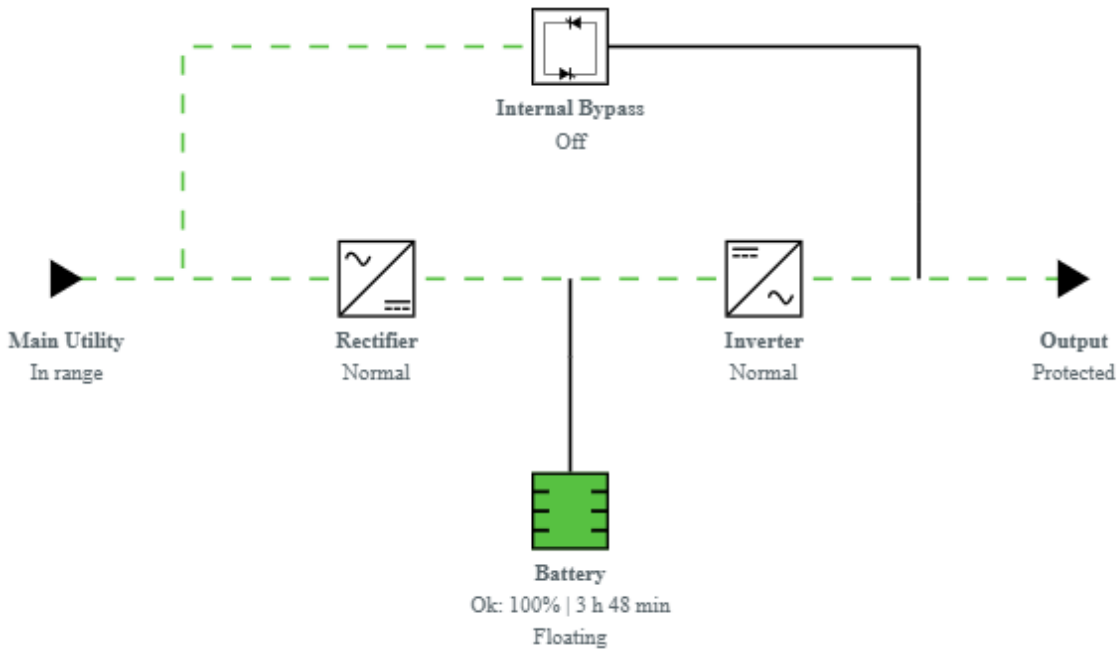 Internal Bypass
Off
Main Utility
In range
Rectifier
Normal
Inverter
Normal
Output
Protected
Battery
Ok: 100% | 3 h 48 min
Floating